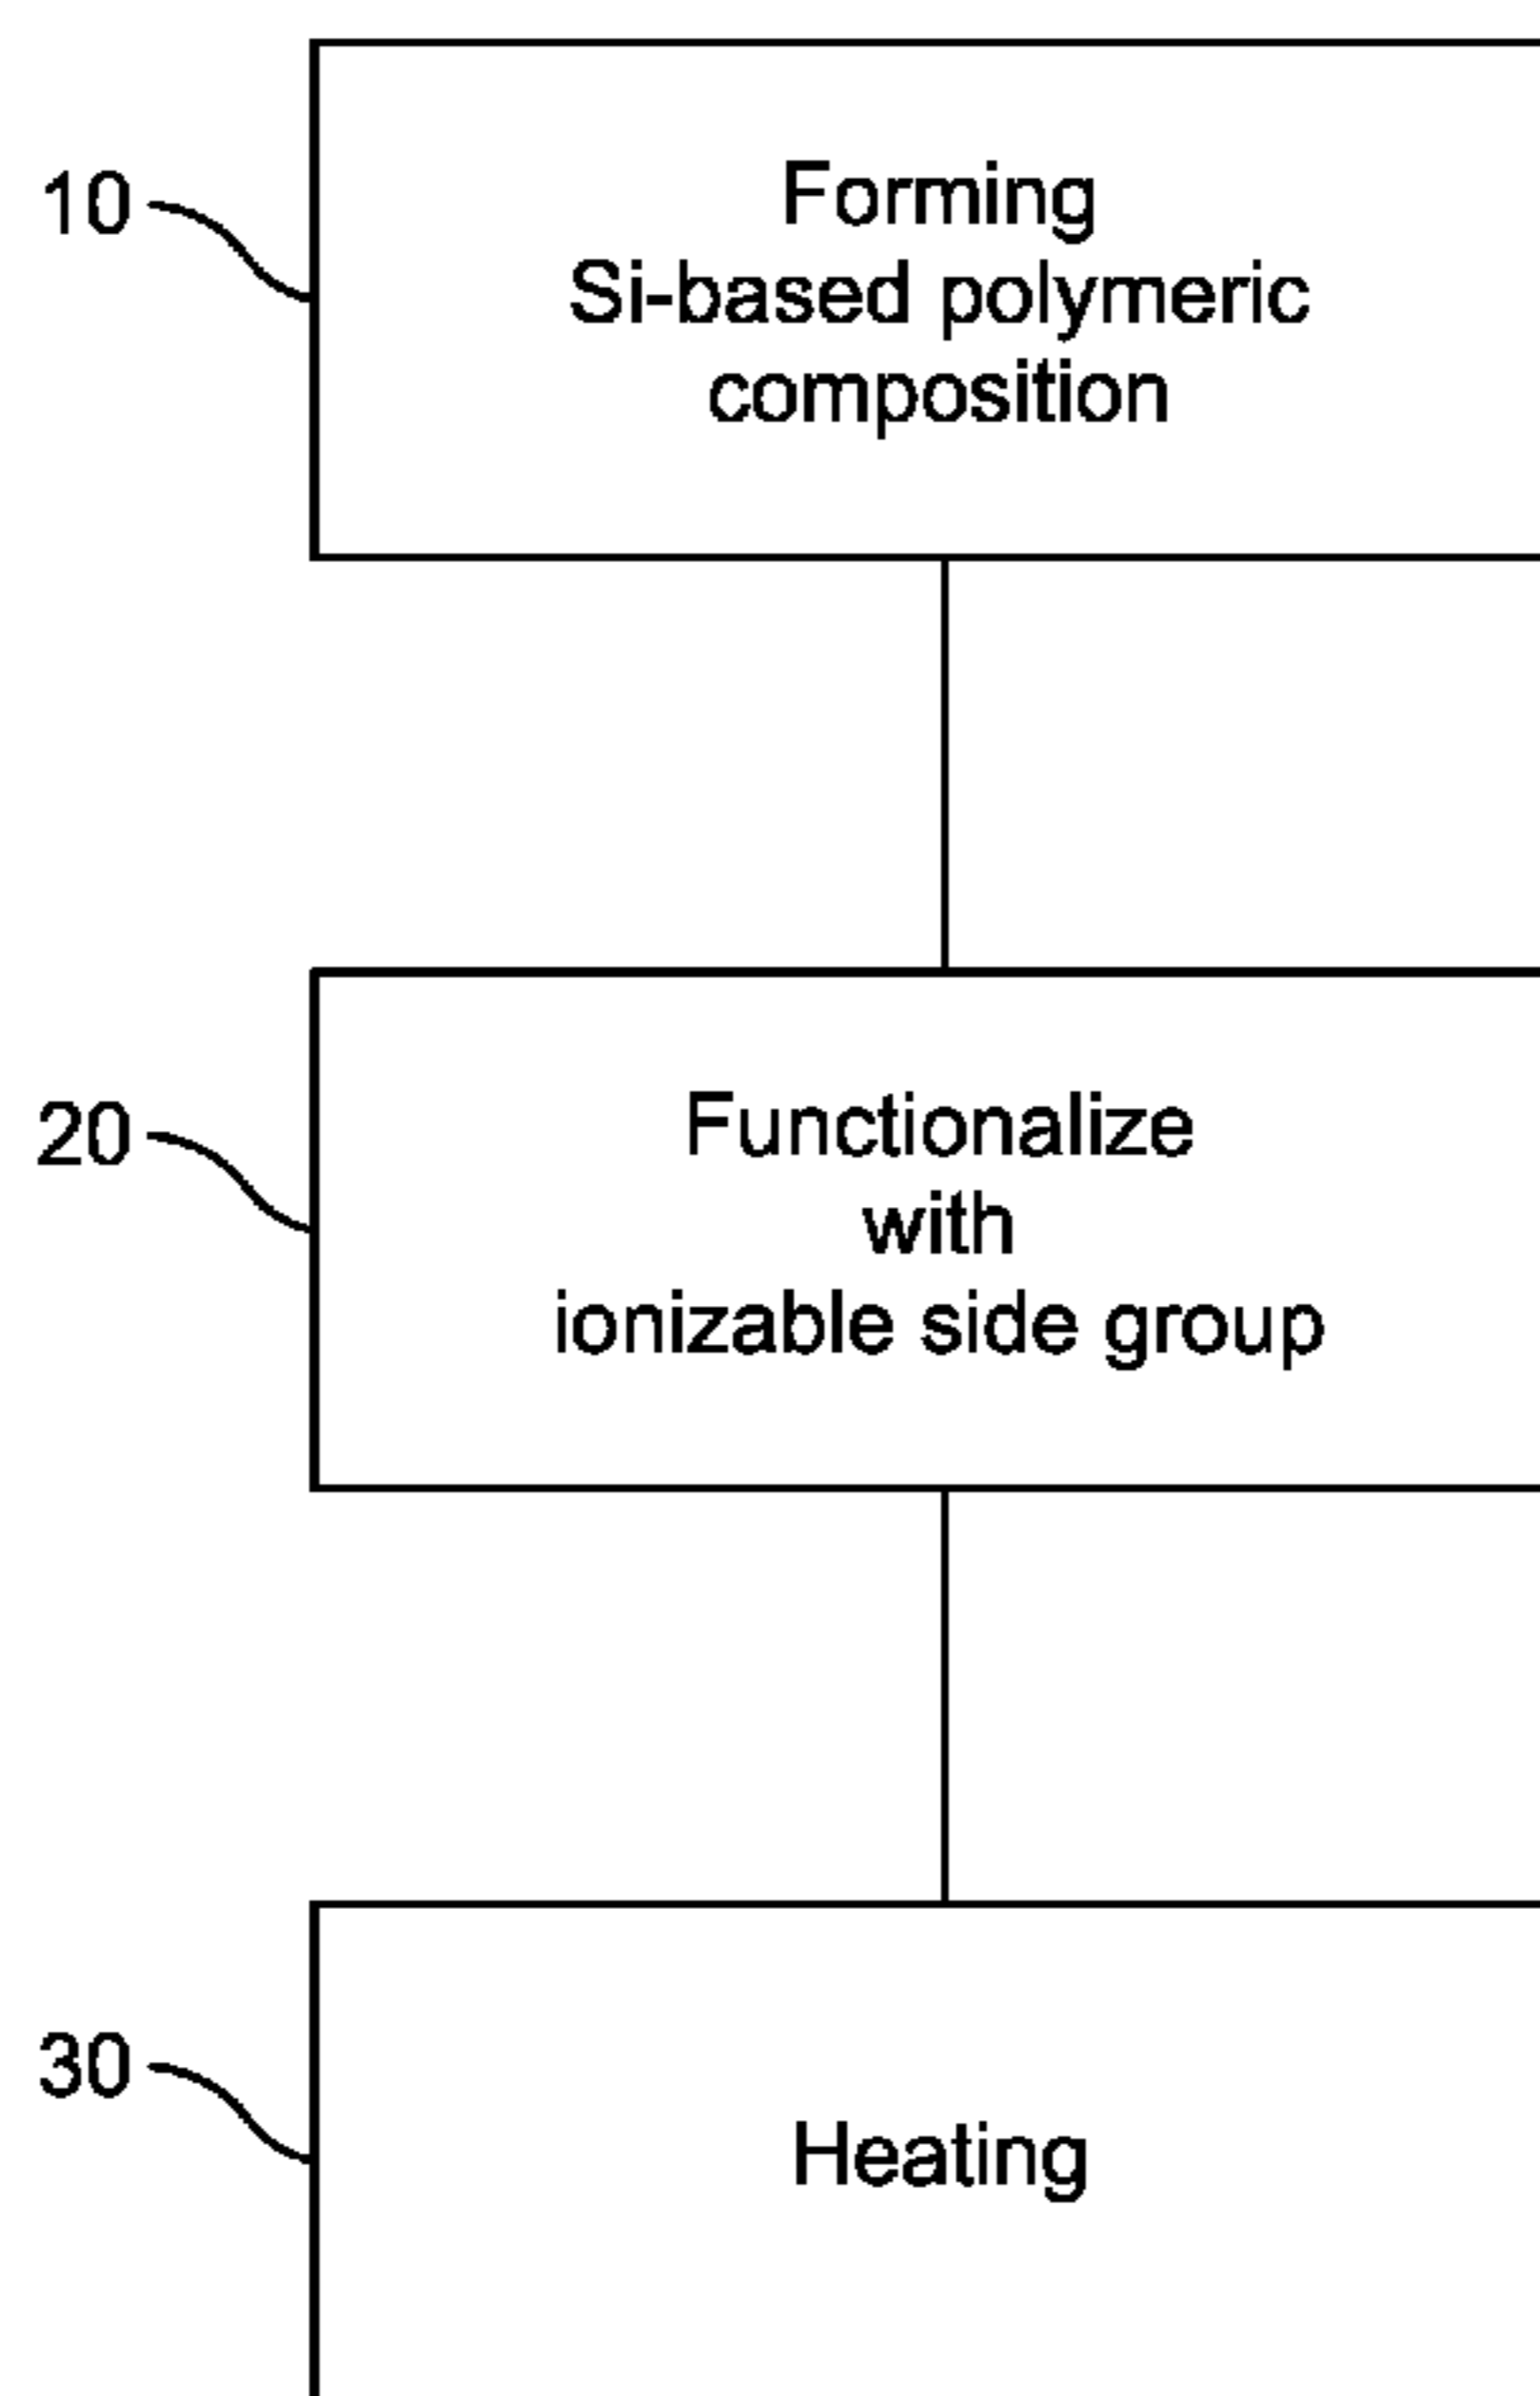 10
Forming
Si-based polymeric
composition
20
Functionalize
with
ionizable side group
30
Heating